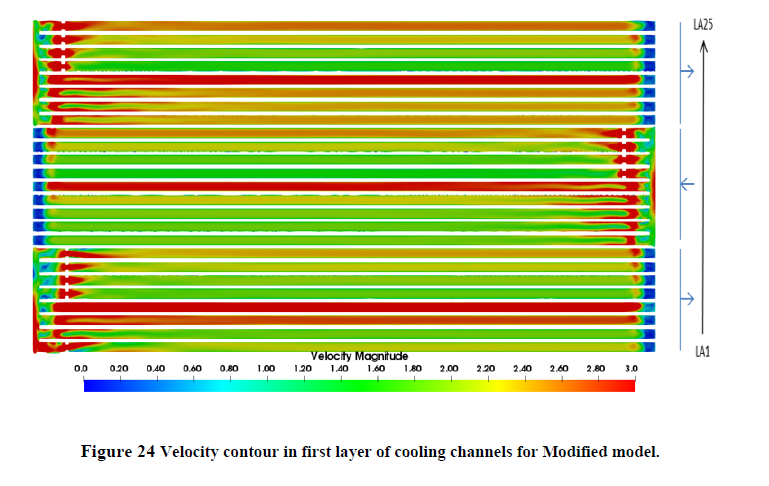 LA25
LA1
Velocity Magnitude
0.0 0.20 0.40 0.60 0.80 1.00 1.20 1.40 1.60 1.80 2.00 2.20 2.40 2.60 2.80 3.0
Figure 24 Velocity contour in first layer of cooling channels for Modified model.